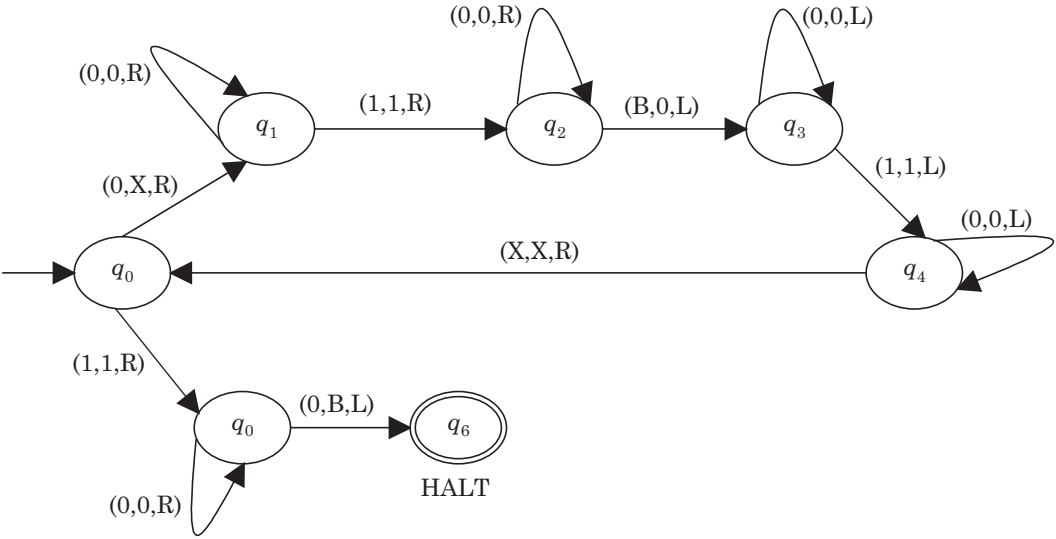 (0,0,R)
(0,0,L)
(0,0,R)
q1
(1,1,R)
q2
(B,0,L)
q3
(0,X,R)
(1,1,L)
(0,0,L)
q0
(X,X,R)
q4
(1,1,R)
q0
(0,B,L)
q6
(0,0,R)
HALT